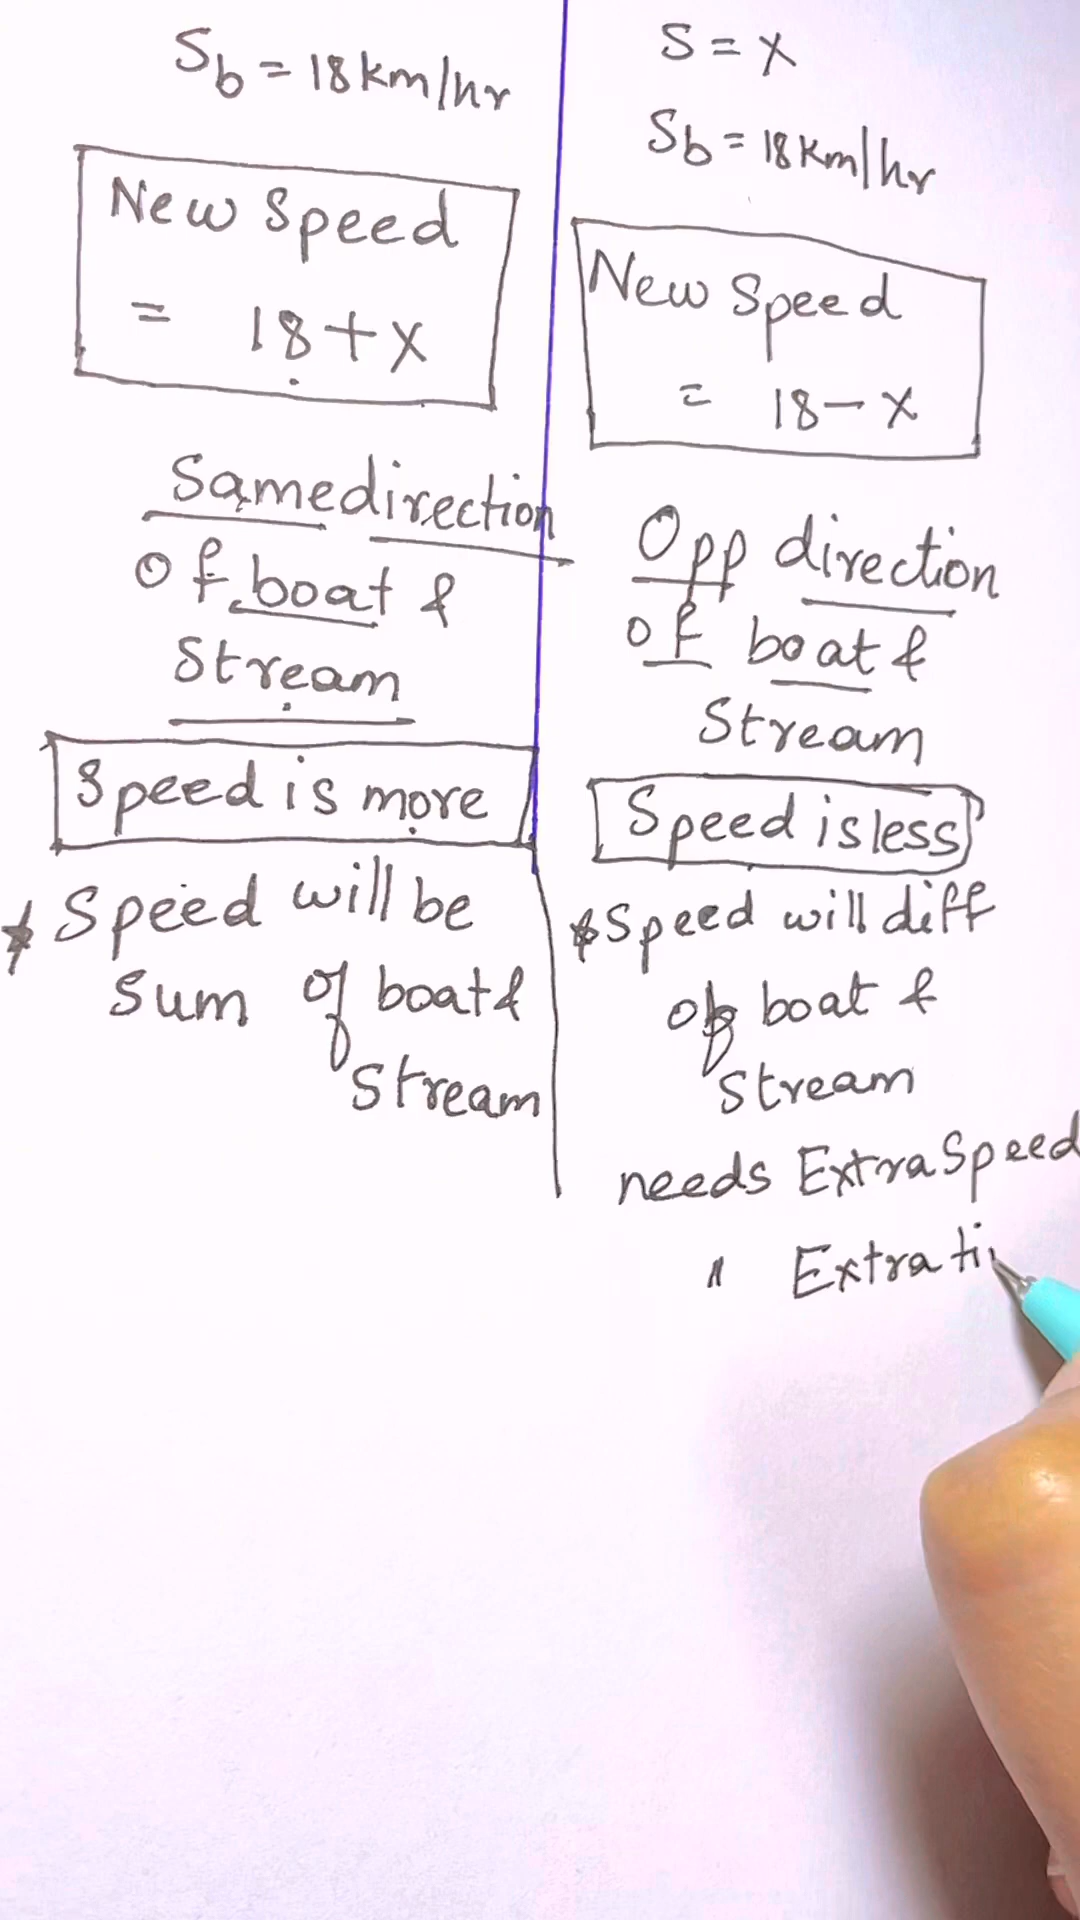 Sb = 18km/hr
New Speed
= 18+x
Same direction
of boat &
Stream
Speed is more
* Speed will be
sum of boat &
Stream
S = x
Sb = 18km/hr
New Speed
= 18-x
Opp direction
of boat &
Stream
Speed is less
* Speed will diff
of boat &
Stream
needs Extra Speed
" Extra ti